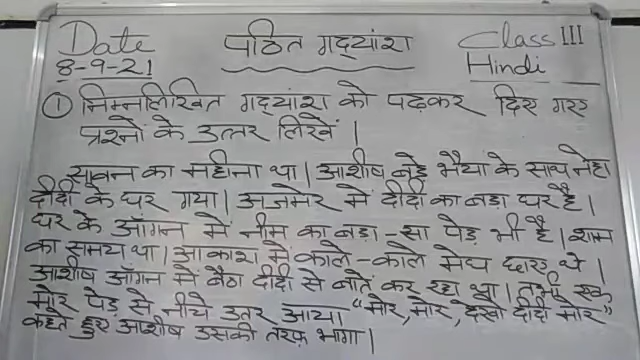 Date पठित गद्यांश Class III
8-9-21 Hindi
① निम्नलिखित गद्यांश को पढ़कर दिए गए
प्रश्नों के उत्तर लिखें |
सावन का महीना था | आशीष बड़े भैया के साथ नेहा
दीदी के घर गया | अजमेर में दीदी का बड़ा घर है |
घर के आँगन में नीम का बड़ा-सा पेड़ भी है | शाम
का समय था | आकाश में काले-काले मेघ छाए थे |
आशीष आँगन में बैठा दीदी से बातें कर रहा था | तभी एक
मोर पेड़ से नीचे उतर आया "मोर, मोर, देखो दीदी मोर"
कहते हुए आशीष उसकी तरफ़ भागा |